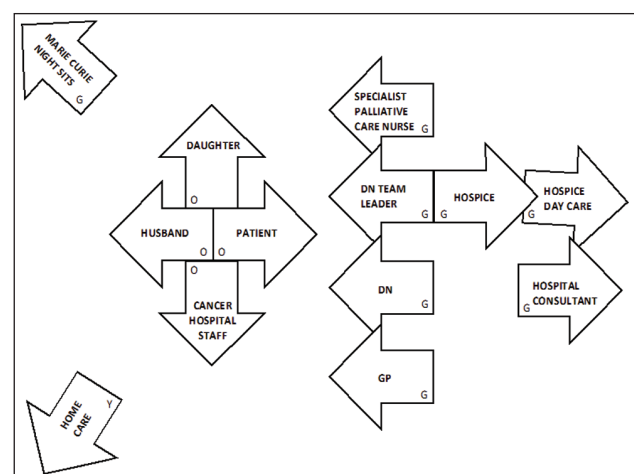 MARIE CURIE
NIGHT SITS
G
DAUGHTER
O
HUSBAND
O
PATIENT
O
O
CANCER
HOSPITAL
STAFF
HOME
CARE
Y
SPECIALIST
PALLIATIVE
CARE NURSE
G
DN TEAM
LEADER
G
HOSPICE
G
HOSPICE
DAY CARE
G
DN
G
HOSPITAL
CONSULTANT
G
GP
G